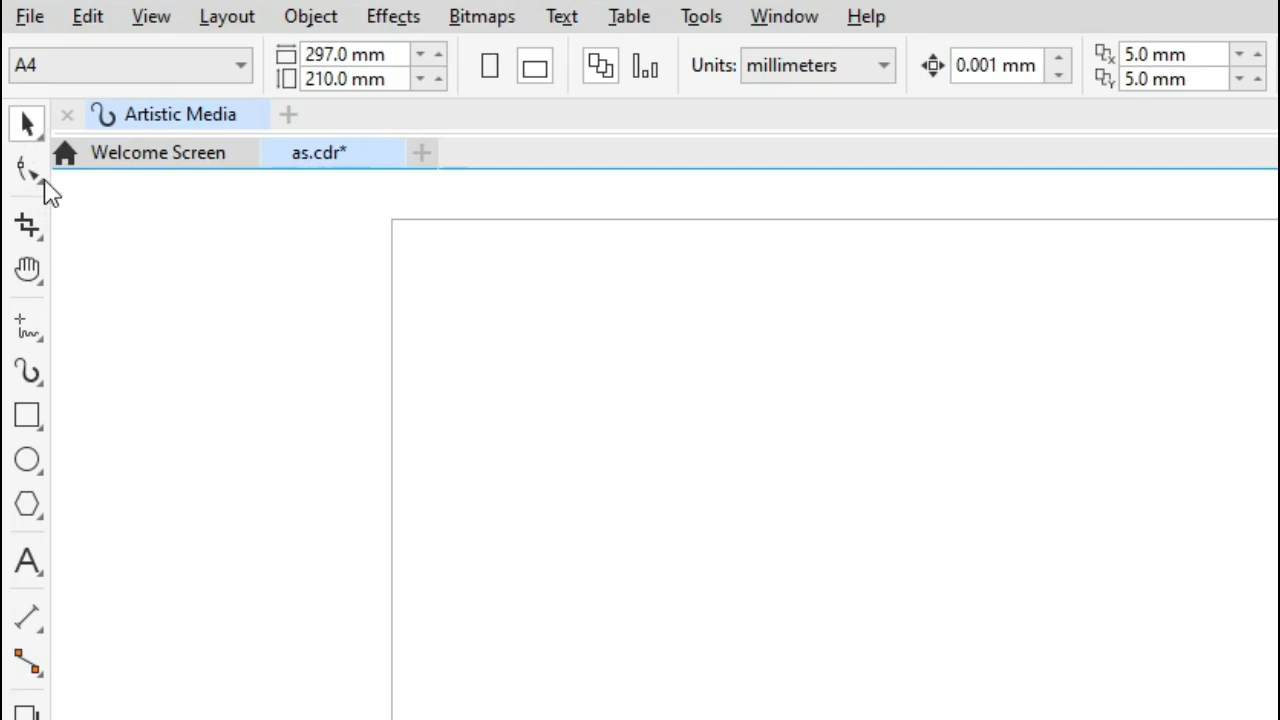 File Edit View Layout Object Effects Bitmaps Text Table Tools Window Help
A4
297.0 mm
210.0 mm
Units: millimeters
0.001 mm
5.0 mm
5.0 mm
Artistic Media
Welcome Screen as.cdr*